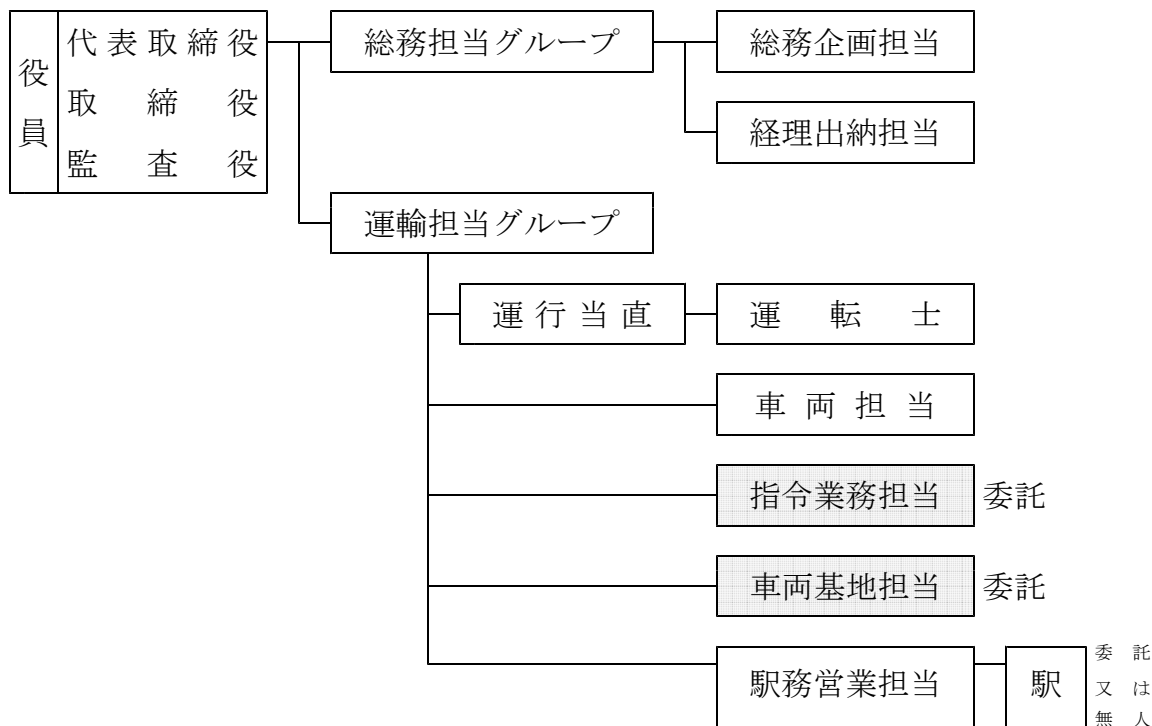 役員
代表取締役
取締役
監査役
総務担当グループ
総務企画担当
経理出納担当
運輸担当グループ
運行当直
運転士
車両担当
指令業務担当
委託
車両基地担当
委託
駅務営業担当
駅
委託
又は
無人